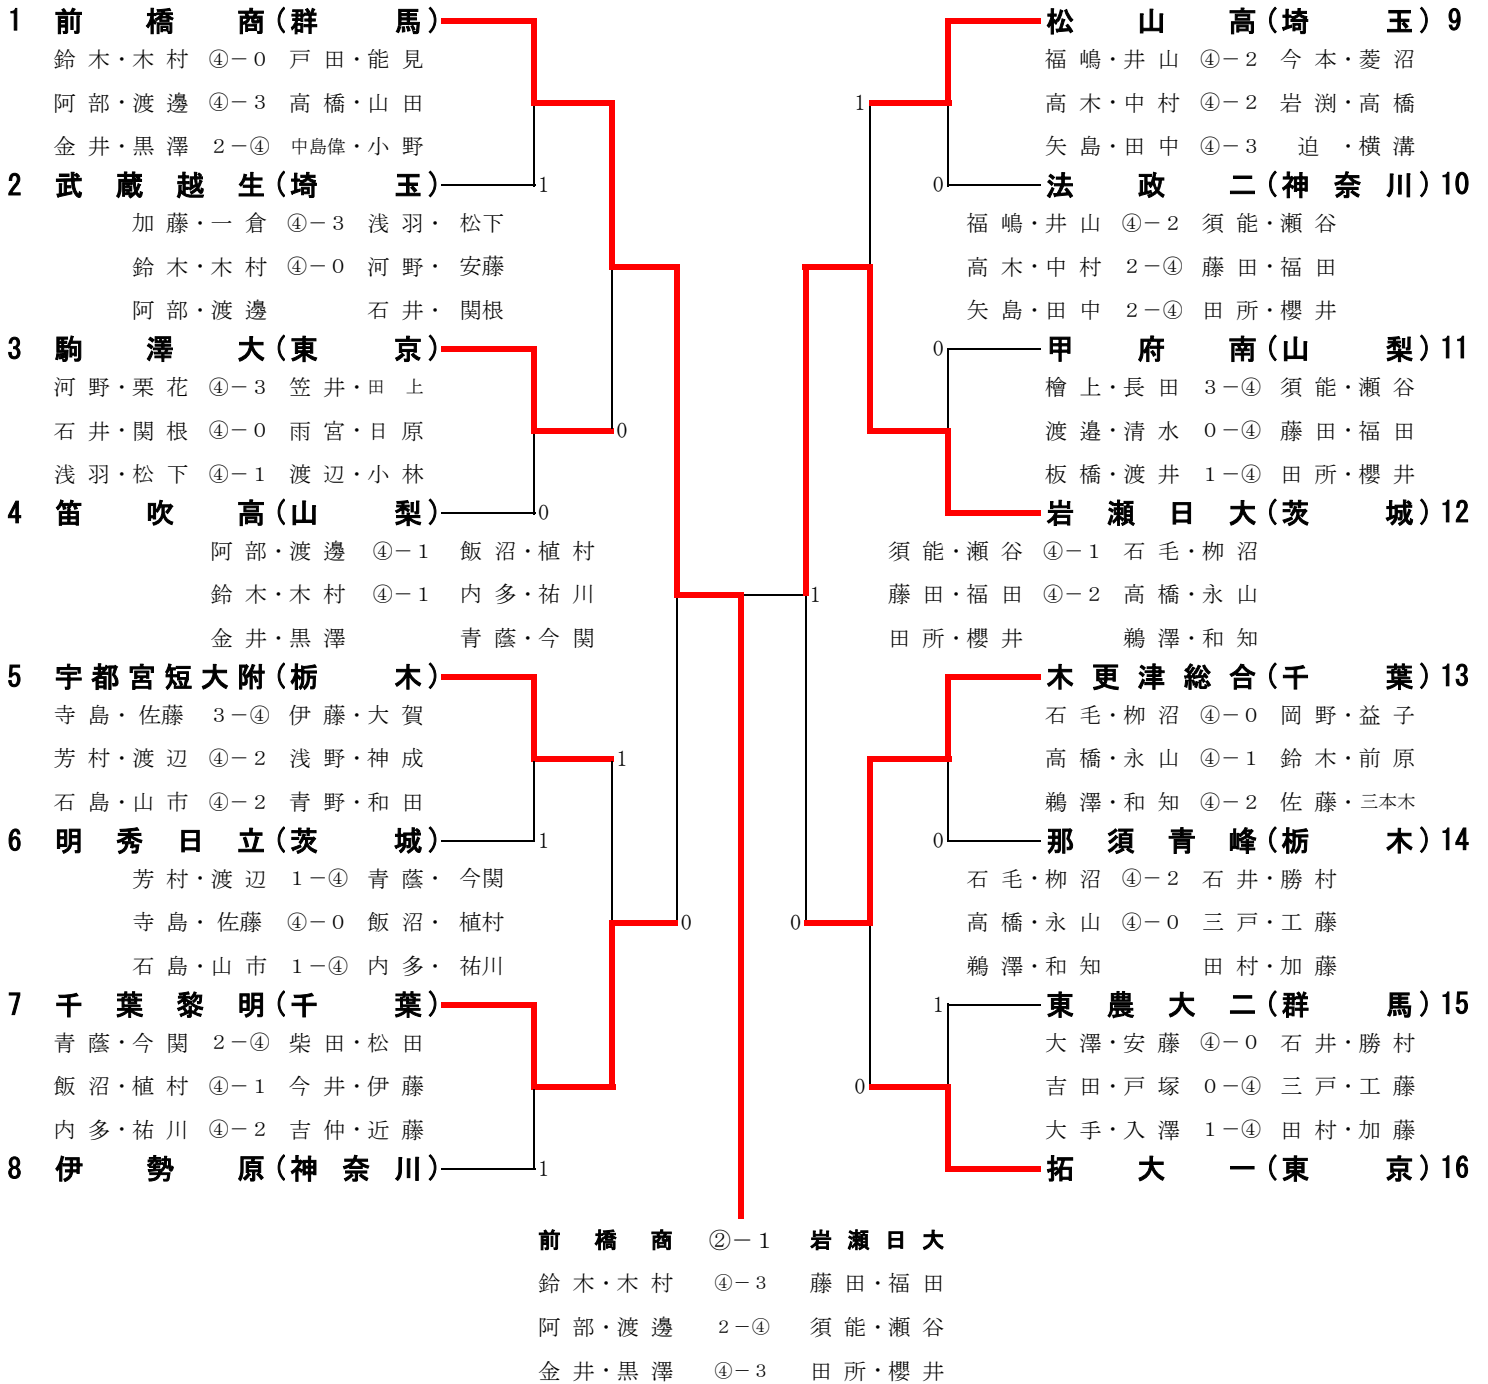 1 前橋商(群馬)
鈴木・木村 ④−0 戸田・能見
阿部・渡邊 ④−3 高橋・山田
金井・黒澤 2−④ 中島偉・小野
2 武蔵越生(埼玉) 1
加藤・一倉 ④−3 浅羽・松下
鈴木・木村 ④−0 河野・安藤
阿部・渡邊 石井・関根
3 駒澤大(東京)
河野・栗花 ④−3 笠井・田上
石井・関根 ④−0 雨宮・日原
0
浅羽・松下 ④−1 渡辺・小林
4 笛吹高(山梨) 0
阿部・渡邊 ④−1 飯沼・植村
鈴木・木村 ④−1 内多・祐川
金井・黒澤 青蔭・今関
5 宇都宮短大附(栃木)
寺島・佐藤 3−④ 伊藤・大賀
芳村・渡辺 ④−2 浅野・神成
1
石島・山市 ④−2 青野・和田
6 明秀日立(茨城) 1
芳村・渡辺 1−④ 青蔭・今関
寺島・佐藤 ④−0 飯沼・植村
0
石島・山市 1−④ 内多・祐川
7 千葉黎明(千葉)
青蔭・今関 2−④ 柴田・松田
飯沼・植村 ④−1 今井・伊藤
内多・祐川 ④−2 吉仲・近藤
8 伊勢原(神奈川) 1
松山高(埼玉) 9
福嶋・井山 ④−2 今本・菱沼
1
高木・中村 ④−2 岩渕・高橋
矢島・田中 ④−3 迫・横溝
0 法政二(神奈川) 10
福嶋・井山 ④−2 須能・瀬谷
高木・中村 2−④ 藤田・福田
矢島・田中 2−④ 田所・櫻井
0 甲府南(山梨) 11
檜上・長田 3−④ 須能・瀬谷
渡邉・清水 0−④ 藤田・福田
板橋・渡井 1−④ 田所・櫻井
岩瀬日大(茨城) 12
須能・瀬谷 ④−1 石毛・栁沼
1
藤田・福田 ④−2 高橋・永山
田所・櫻井 鵜澤・和知
木更津総合(千葉) 13
石毛・栁沼 ④−0 岡野・益子
高橋・永山 ④−1 鈴木・前原
鵜澤・和知 ④−2 佐藤・三本木
0 那須青峰(栃木) 14
石毛・栁沼 ④−2 石井・勝村
0
高橋・永山 ④−0 三戸・工藤
鵜澤・和知 田村・加藤
1 東農大二(群馬) 15
大澤・安藤 ④−0 石井・勝村
0
吉田・戸塚 0−④ 三戸・工藤
大手・入澤 1−④ 田村・加藤
拓大一(東京) 16
前橋商 ②−1 岩瀬日大
鈴木・木村 ④−3 藤田・福田
阿部・渡邊 2−④ 須能・瀬谷
金井・黒澤 ④−3 田所・櫻井